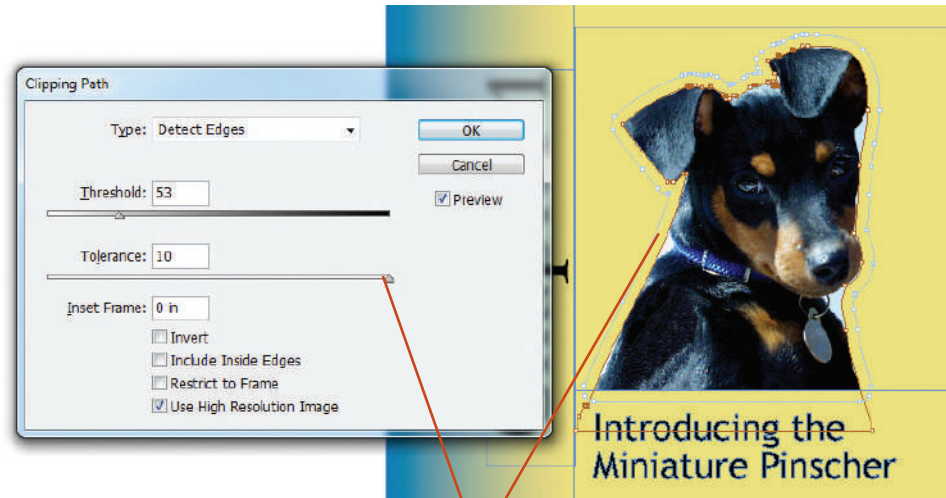 Clipping Path
Type: Detect Edges
OK
Cancel
Threshold: 53
Preview
Tolerance: 10
Inset Frame: 0 in
Invert
Include Inside Edges
Restrict to Frame
Use High Resolution Image
Introducing the
Miniature Pinscher